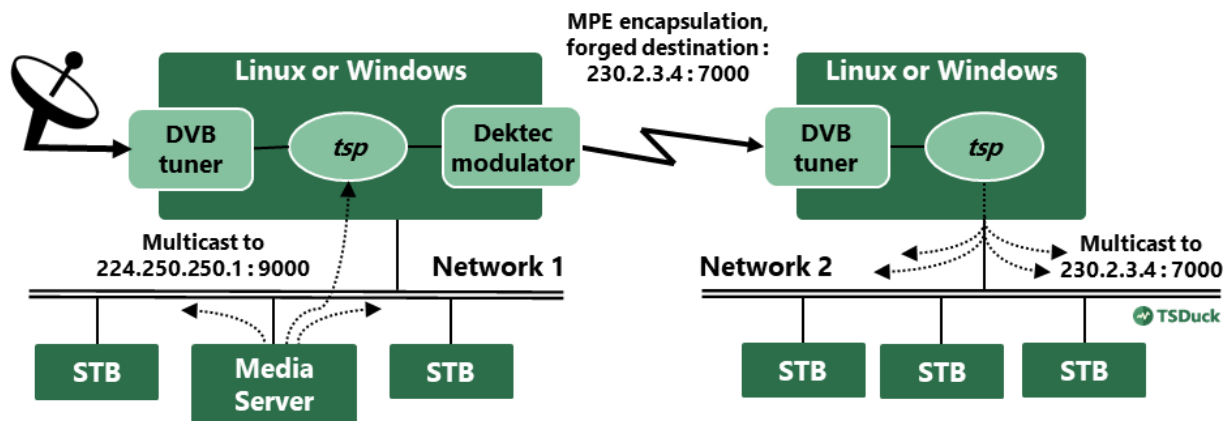 MPE encapsulation,
forged destination :
230.2.3.4 : 7000
Linux or Windows
DVB
tuner
tsp
Dektec
modulator
Linux or Windows
DVB
tuner
tsp
Multicast to
224.250.250.1 : 9000
Network 1
Network 2
Multicast to
230.2.3.4 : 7000
TSDuck
STB
Media
Server
STB
STB
STB
STB